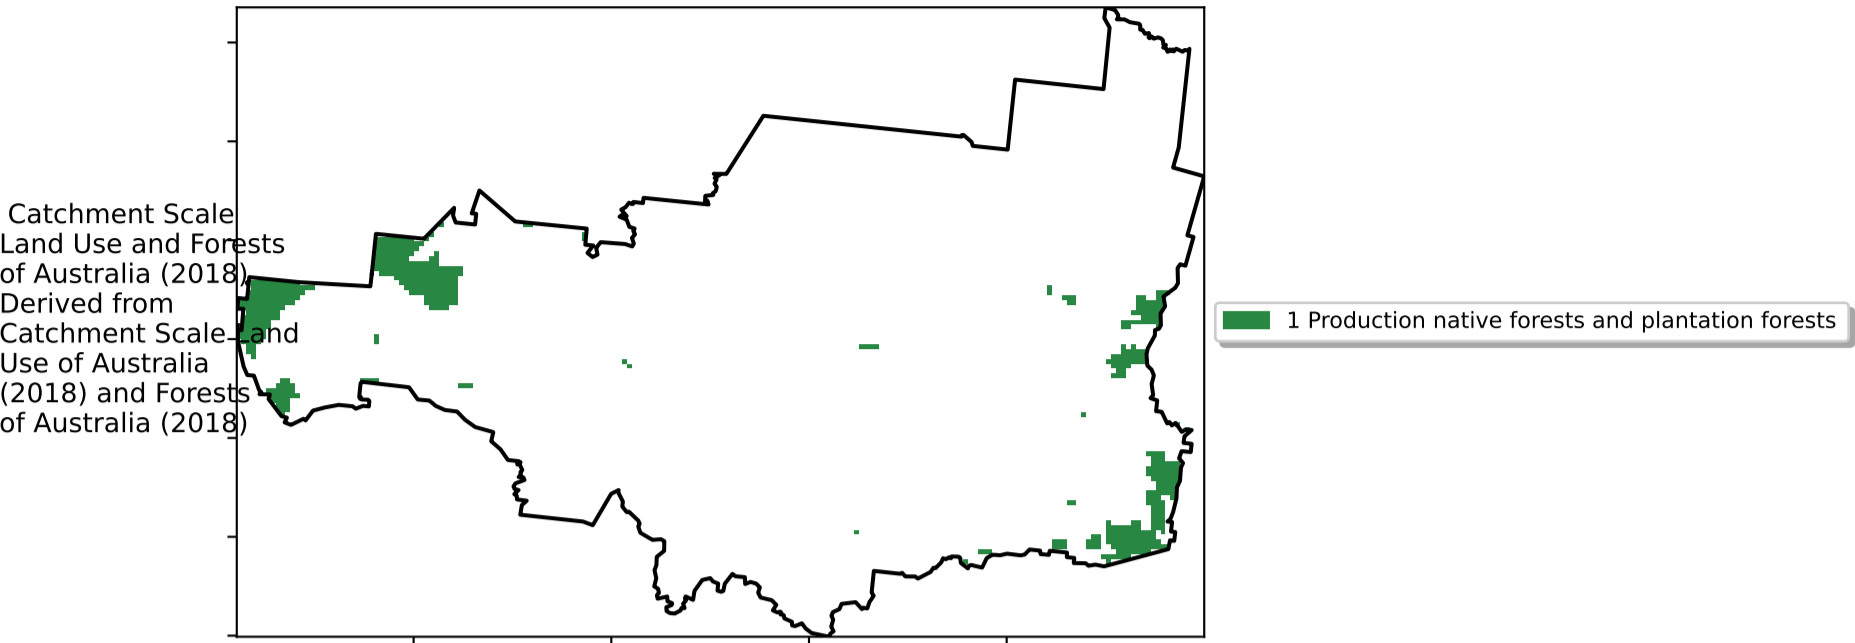 Catchment Scale
Land Use and Forests
of Australia (2018)
Derived from
Catchment Scale Land
Use of Australia
(2018) and Forests
of Australia (2018)
1 Production native forests and plantation forests